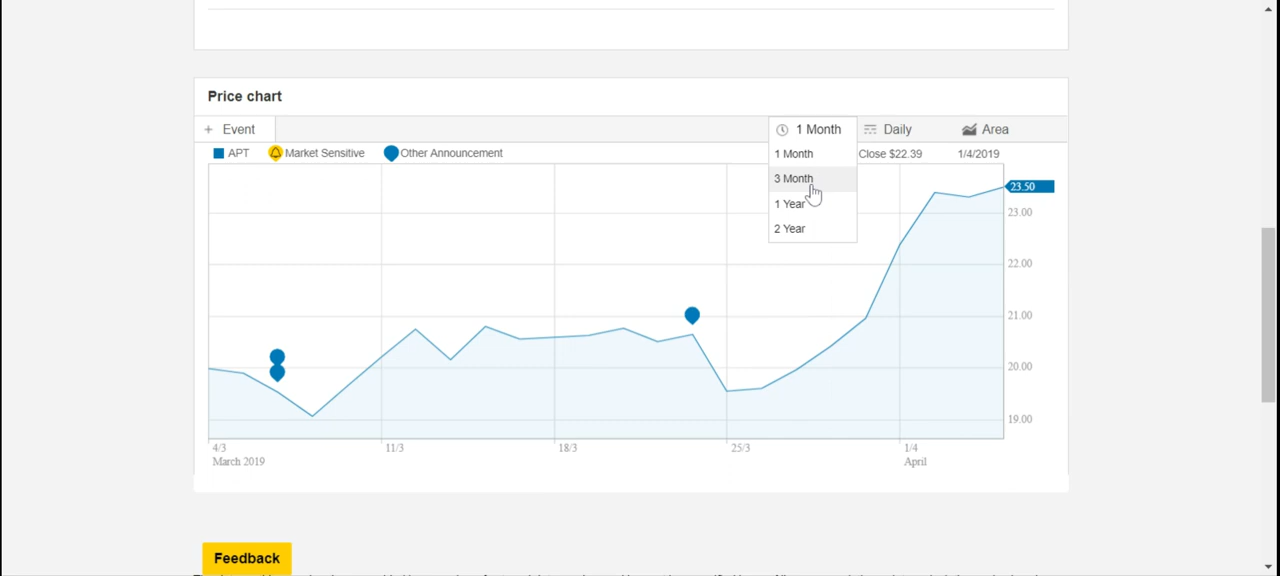 Price chart
+ Event
1 Month
Daily
Area
APT
Market Sensitive
Other Announcement
1 Month
Close $22.39
1/4/2019
3 Month
1 Year
2 Year
23.50
23.00
22.00
21.00
20.00
19.00
4/3
11/3
18/3
25/3
1/4
March 2019
April
Feedback